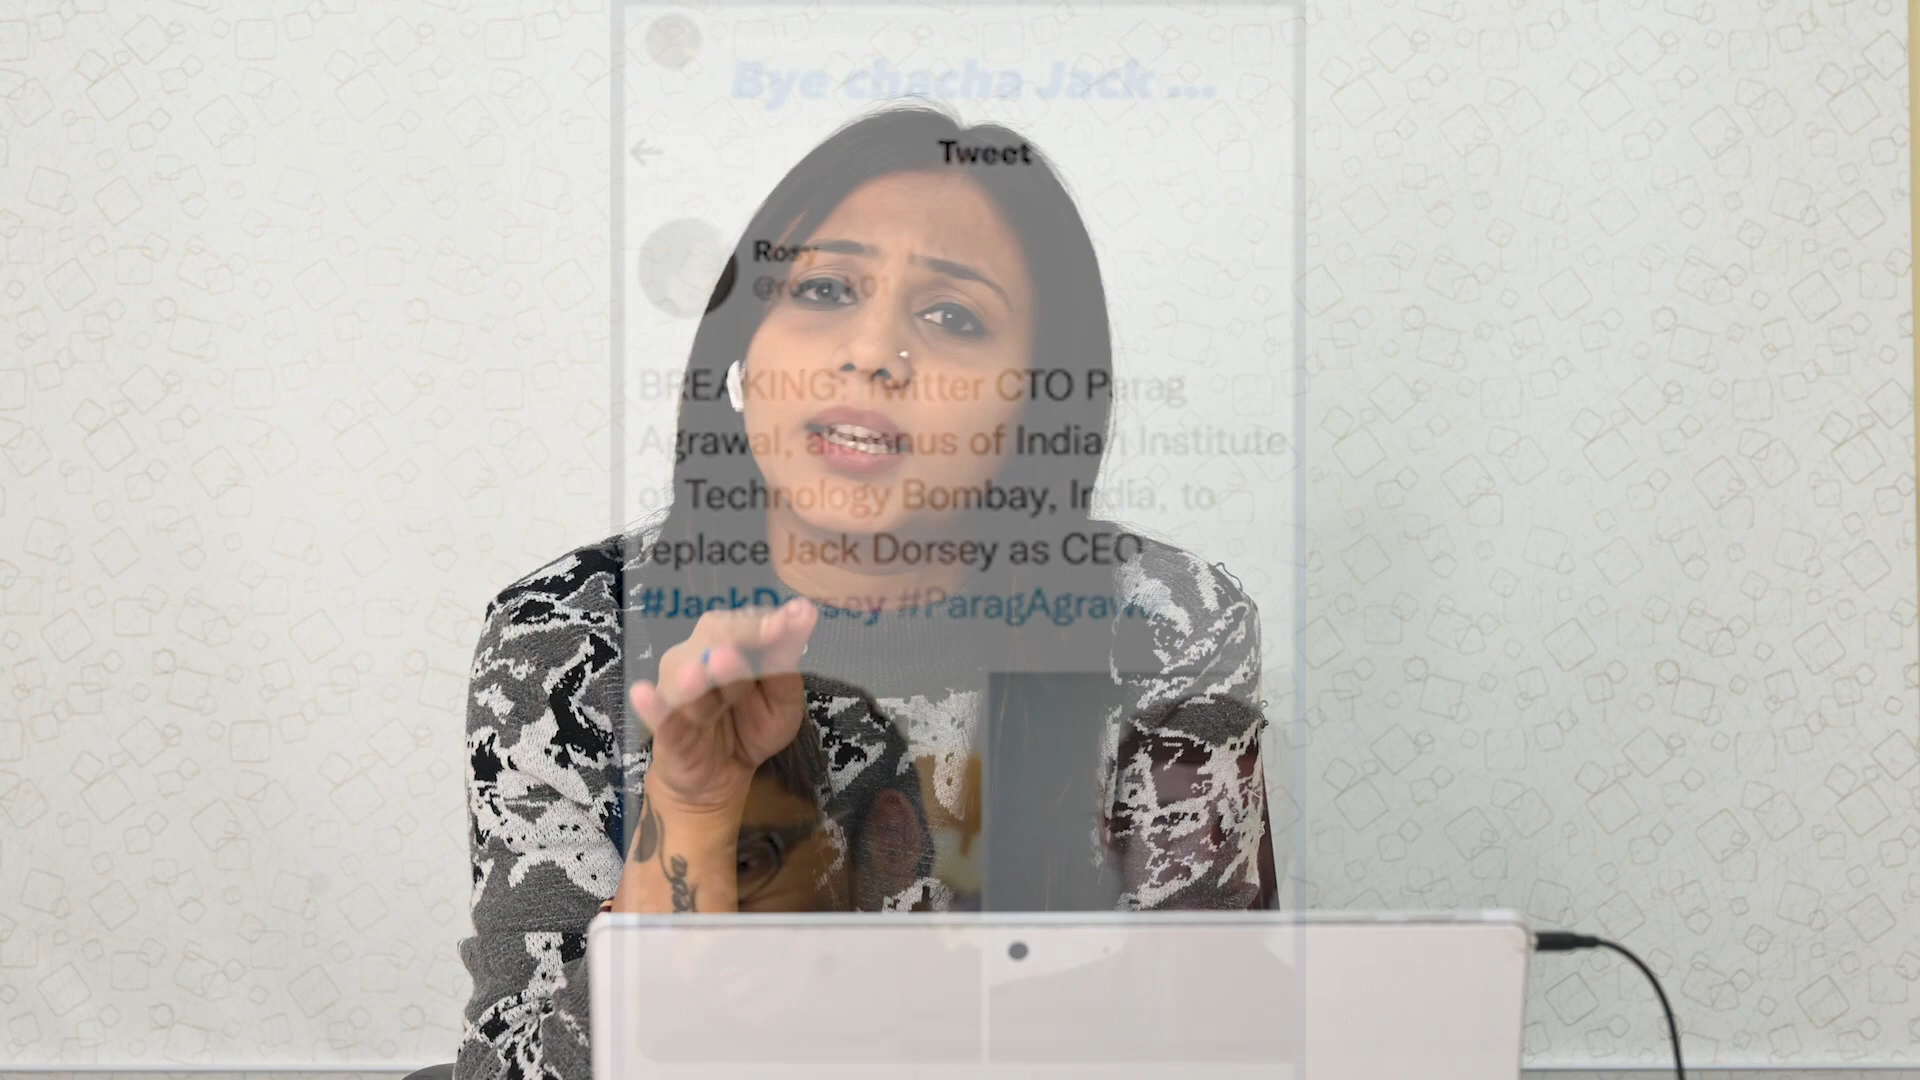 Bye chacha Jack ...
Tweet
Rosy
BREAKING: Twitter CTO Parag
Agrawal, alumnus of Indian Institute
of Technology Bombay, India, to
replace Jack Dorsey as CEO
#JackDorsey #ParagAgrawal